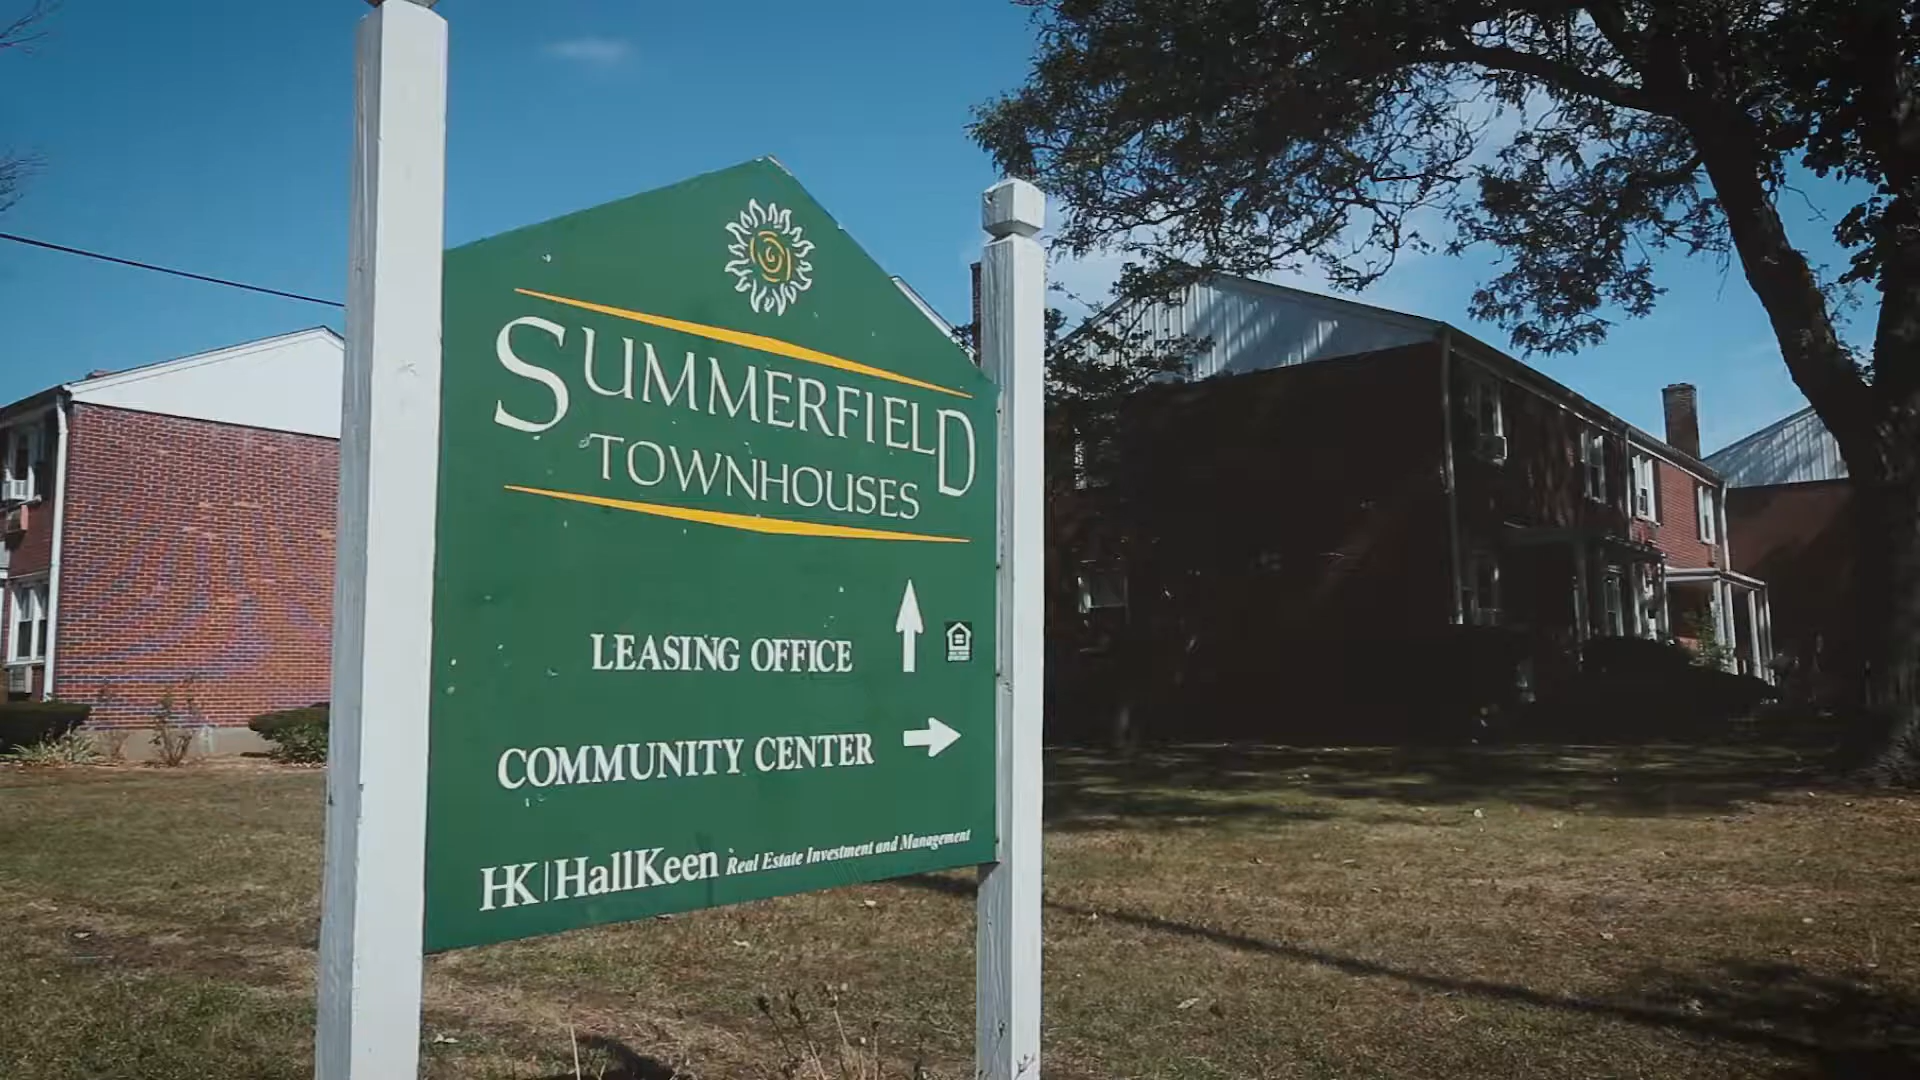 SUMMERFIELD
TOWNHOUSES
LEASING OFFICE
COMMUNITY CENTER
HK|HallKeen Real Estate Investment and Management